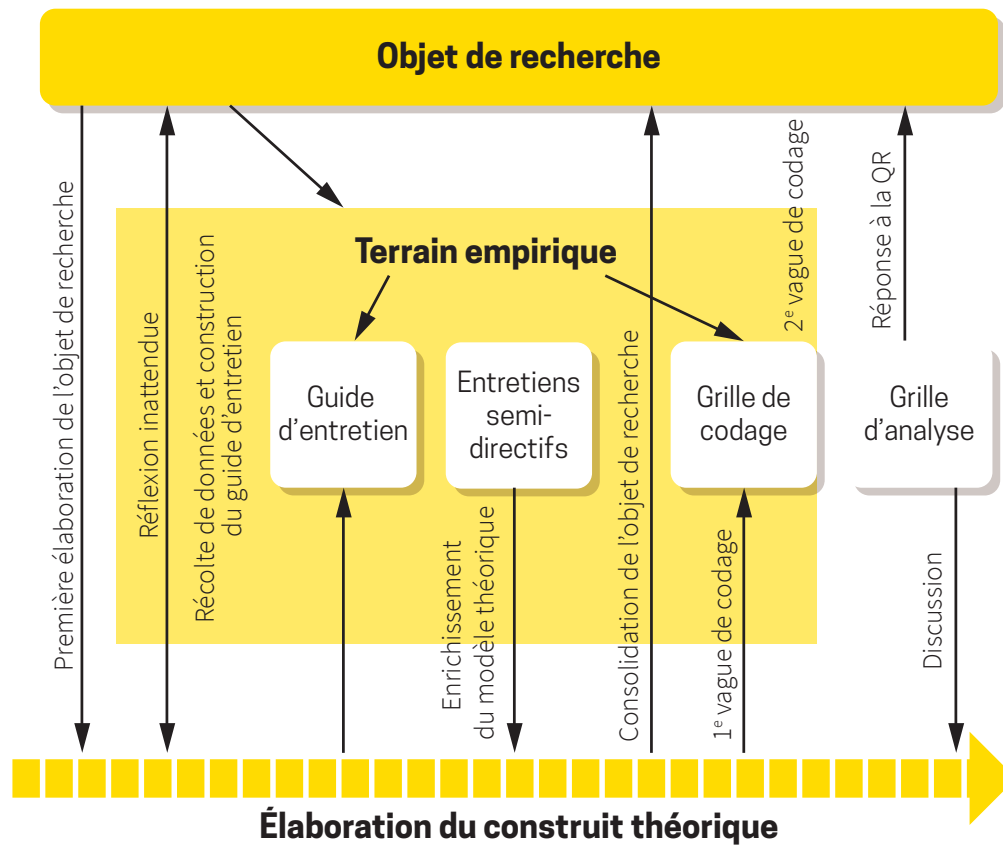 Objet de recherche
Première élaboration de l'objet de recherche
Réflexion inattendue
Récolte de données et construction
du guide d'entretien
Terrain empirique
Guide
d'entretien
Entretiens
semi-
directifs
Grille de
codage
Grille
d'analyse
Enrichissement
du modèle théorique
Consolidation de l'objet de recherche
1e vague de codage
2e vague de codage
Réponse à la QR
Discussion
Élaboration du construit théorique